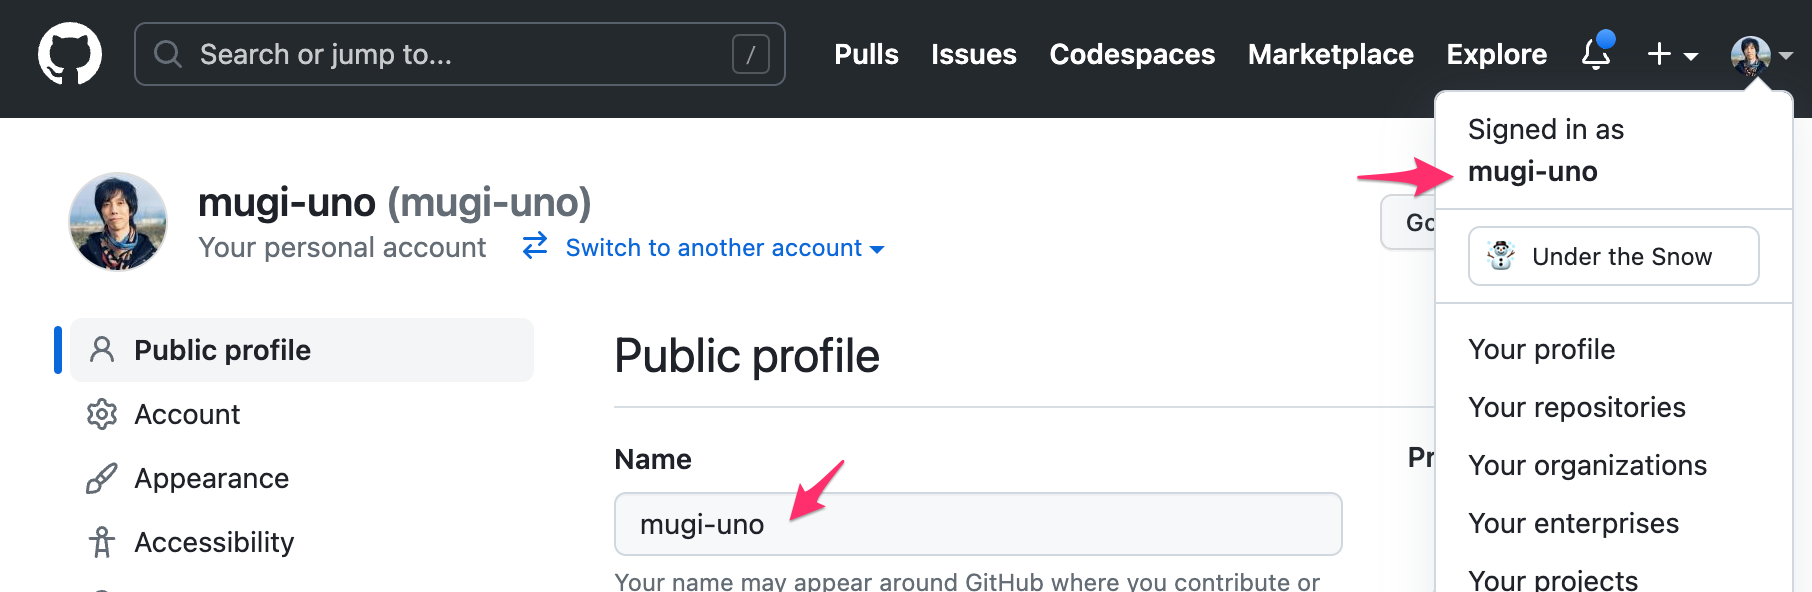 Search or jump to... /
Pulls Issues Codespaces Marketplace Explore
Signed in as
mugi-uno
Under the Snow
Your profile
Your repositories
Your organizations
Your enterprises
Your projects
mugi-uno (mugi-uno)
Your personal account Switch to another account
Go
Public profile
Account
Appearance
Accessibility
Public profile
Name
Pr
mugi-uno
Your name may appear around GitHub where you contribute or